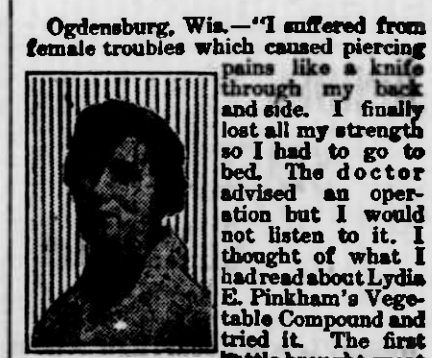 Ogdensburg, Wis.—"I suffered from
female troubles which caused piercing
pains like a knife
through my back
and side. I finally
lost all my strength
so I had to go to
bed. The doctor
advised an oper-
ation but I would
not listen to it. I
thought of what I
had read about Lydia
E. Pinkham's Vege-
table Compound and
tried it. The first